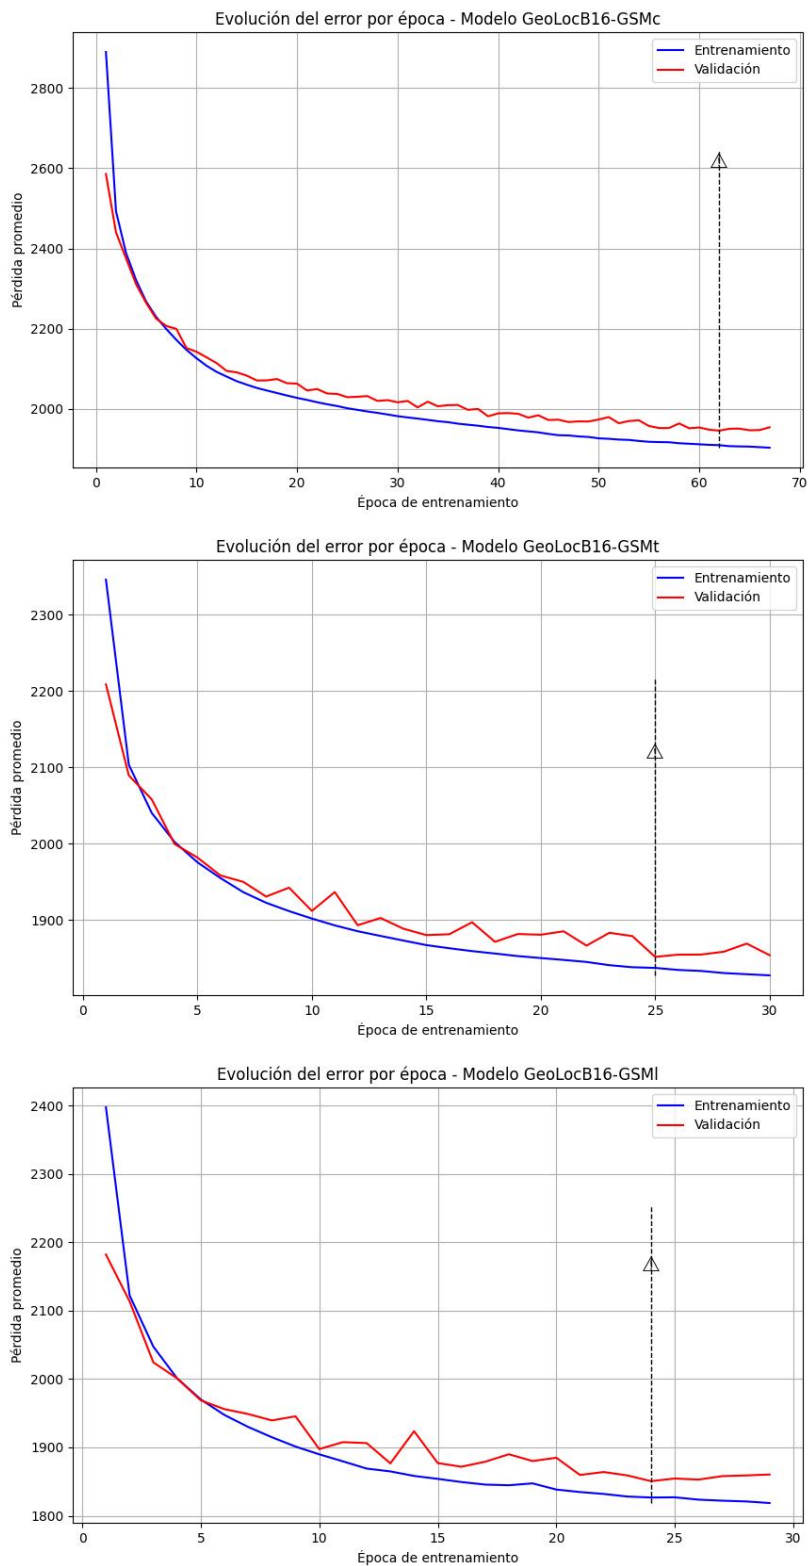 Evolución del error por época - Modelo GeoLocB16-GSMc
Entrenamiento
Validación
Pérdida promedio
2800
2600
2400
2200
2000
0 10 20 30 40 50 60 70
Época de entrenamiento
Evolución del error por época - Modelo GeoLocB16-GSMt
Entrenamiento
Validación
Pérdida promedio
2300
2200
2100
2000
1900
0 5 10 15 20 25 30
Época de entrenamiento
Evolución del error por época - Modelo GeoLocB16-GSMl
Entrenamiento
Validación
Pérdida promedio
2400
2300
2200
2100
2000
1900
1800
0 5 10 15 20 25 30
Época de entrenamiento